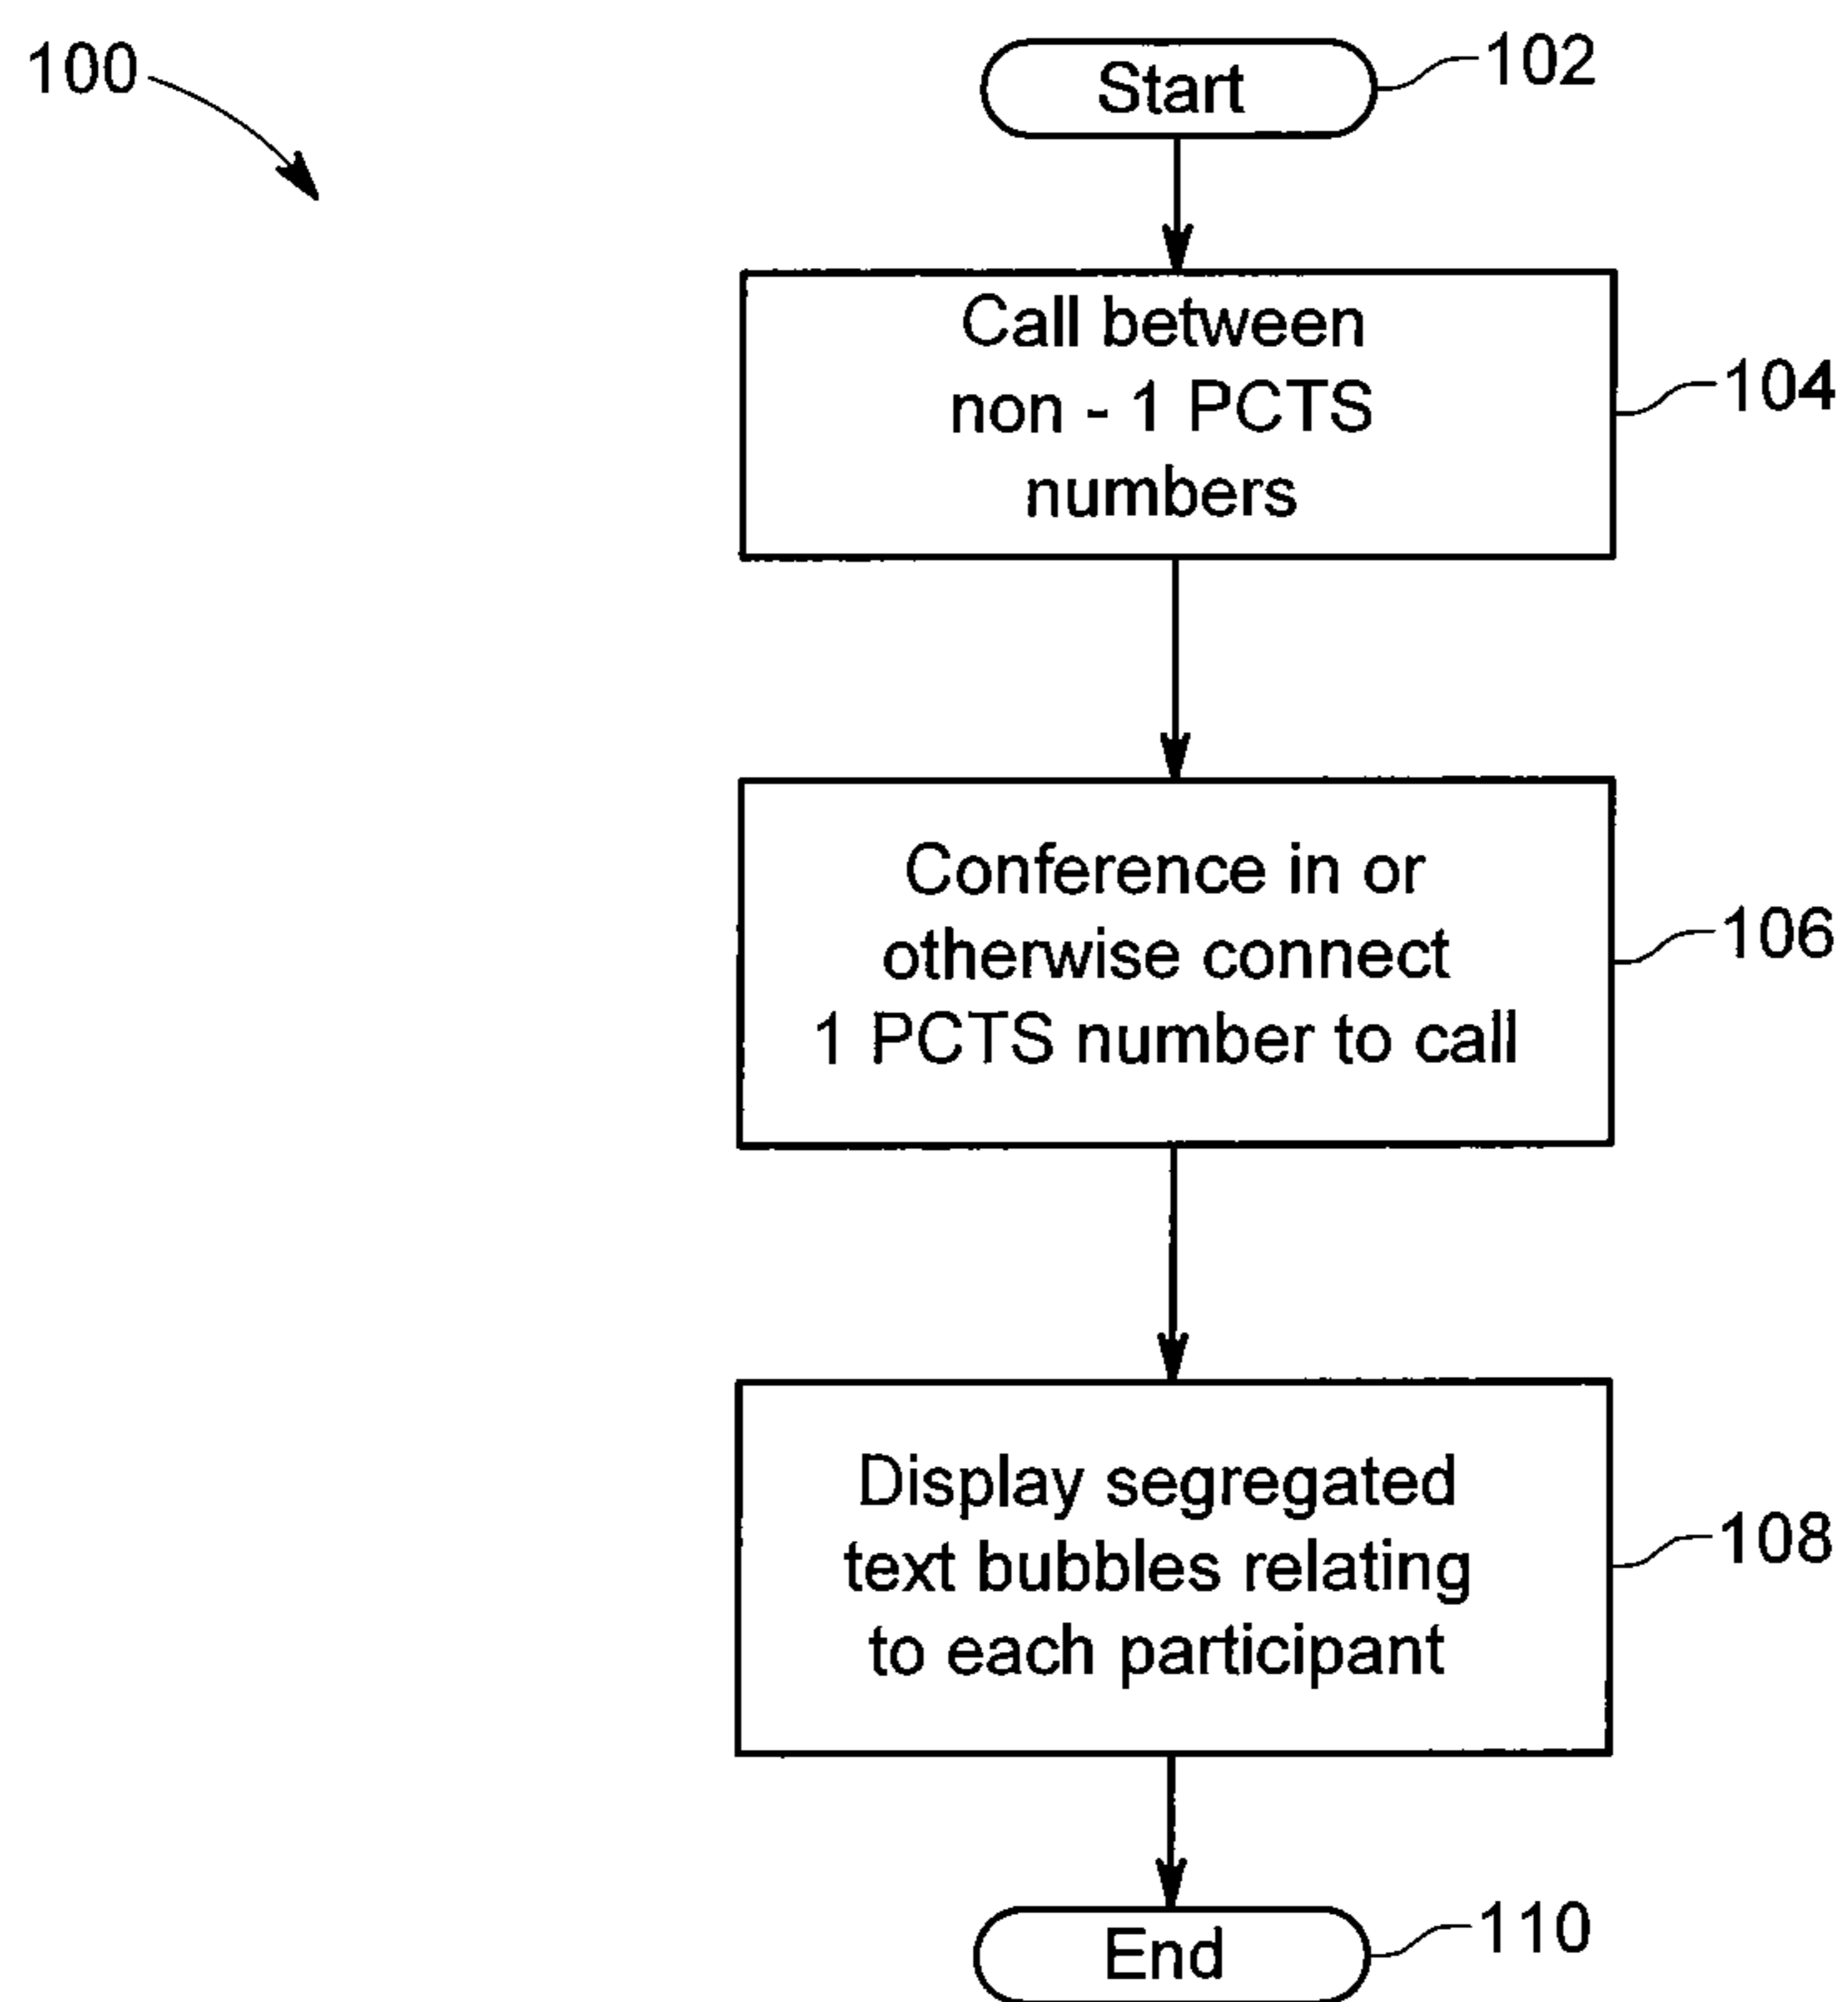 100
Start
102
Call between
non - 1 PCTS
numbers
104
Conference in or
otherwise connect
1 PCTS number to call
106
Display segregated
text bubbles relating
to each participant
108
End
110